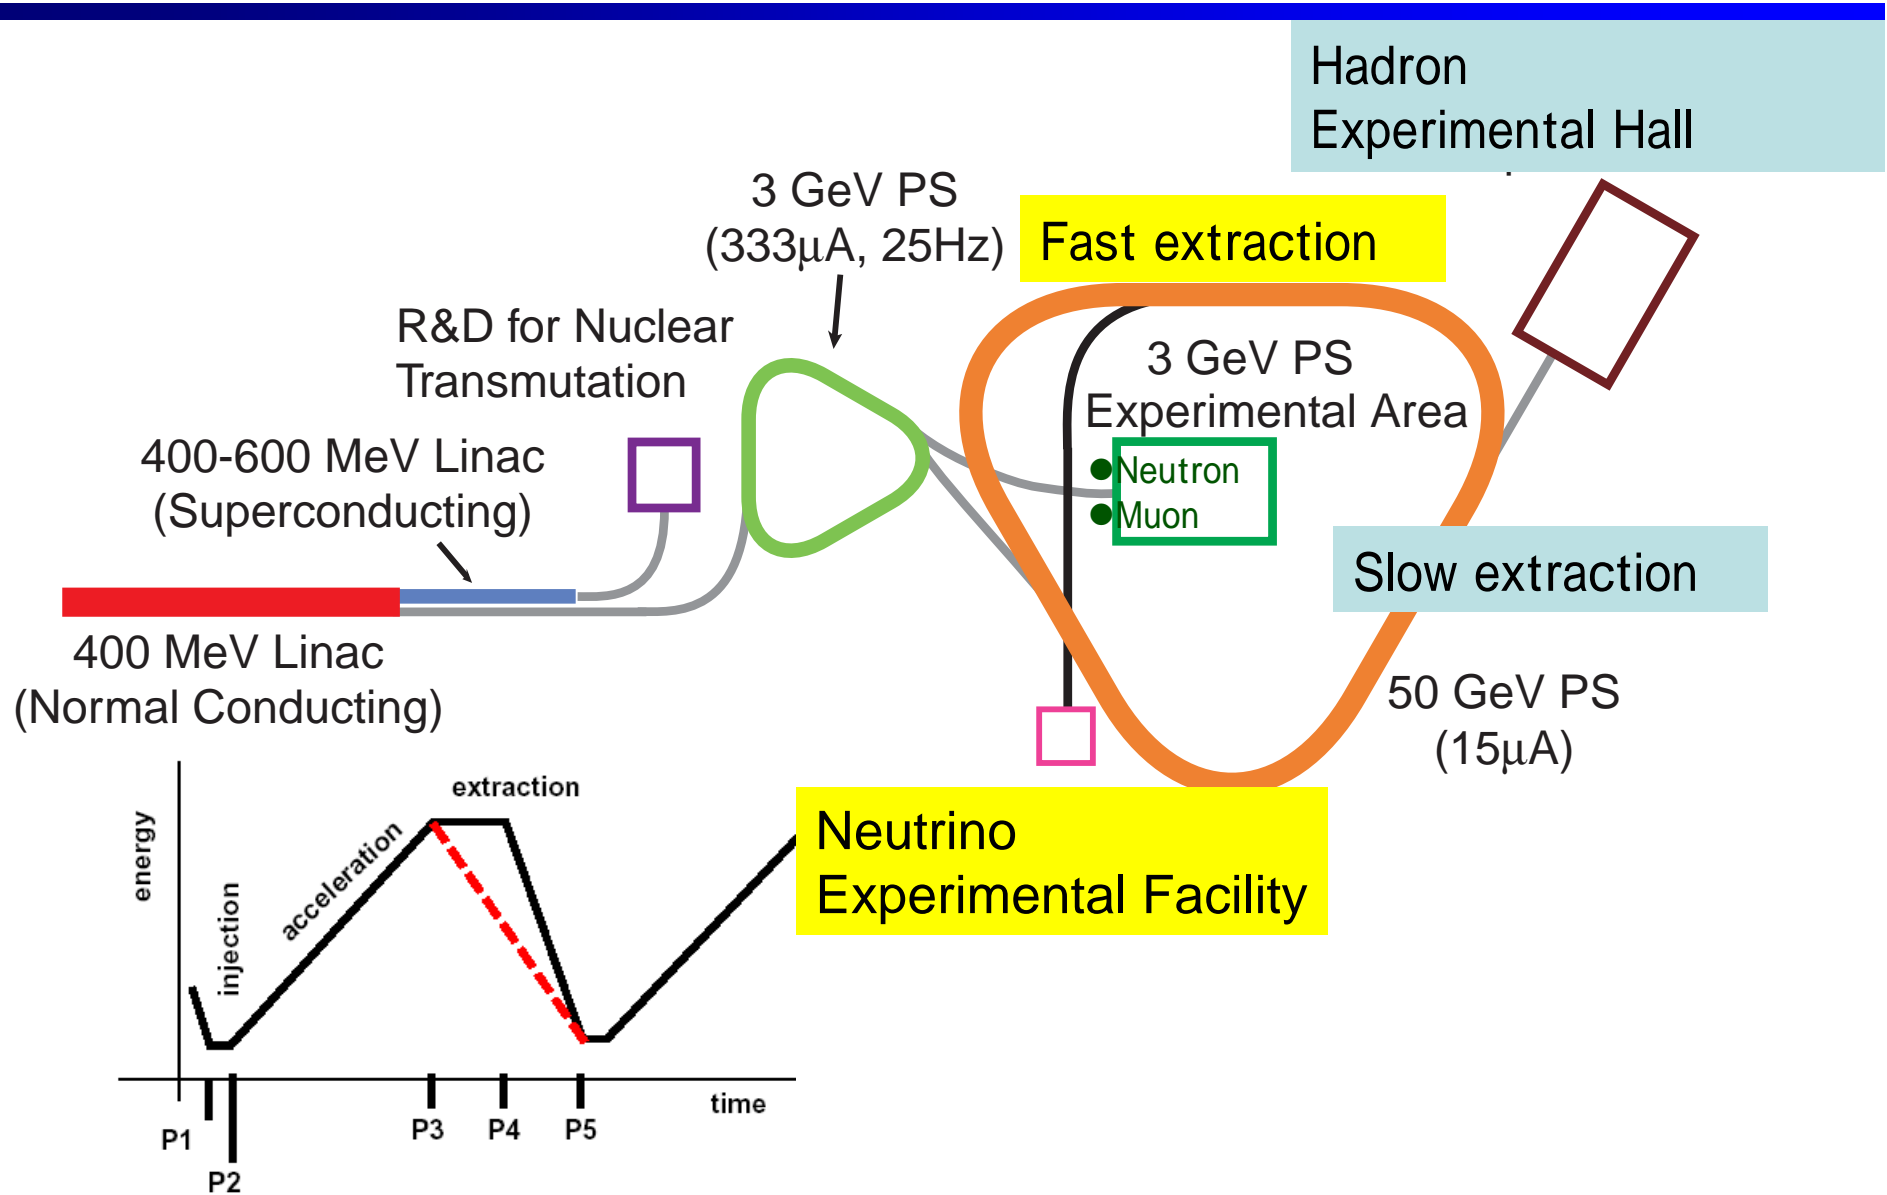 Hadron
Experimental Hall
3 GeV PS
(333μA, 25Hz)
Fast extraction
R&D for Nuclear
Transmutation
3 GeV PS
Experimental Area
400-600 MeV Linac
(Superconducting)
Neutron
Muon
Slow extraction
400 MeV Linac
(Normal Conducting)
50 GeV PS
(15μA)
extraction
energy
acceleration
injection
Neutrino
Experimental Facility
time
P1
P2
P3
P4
P5